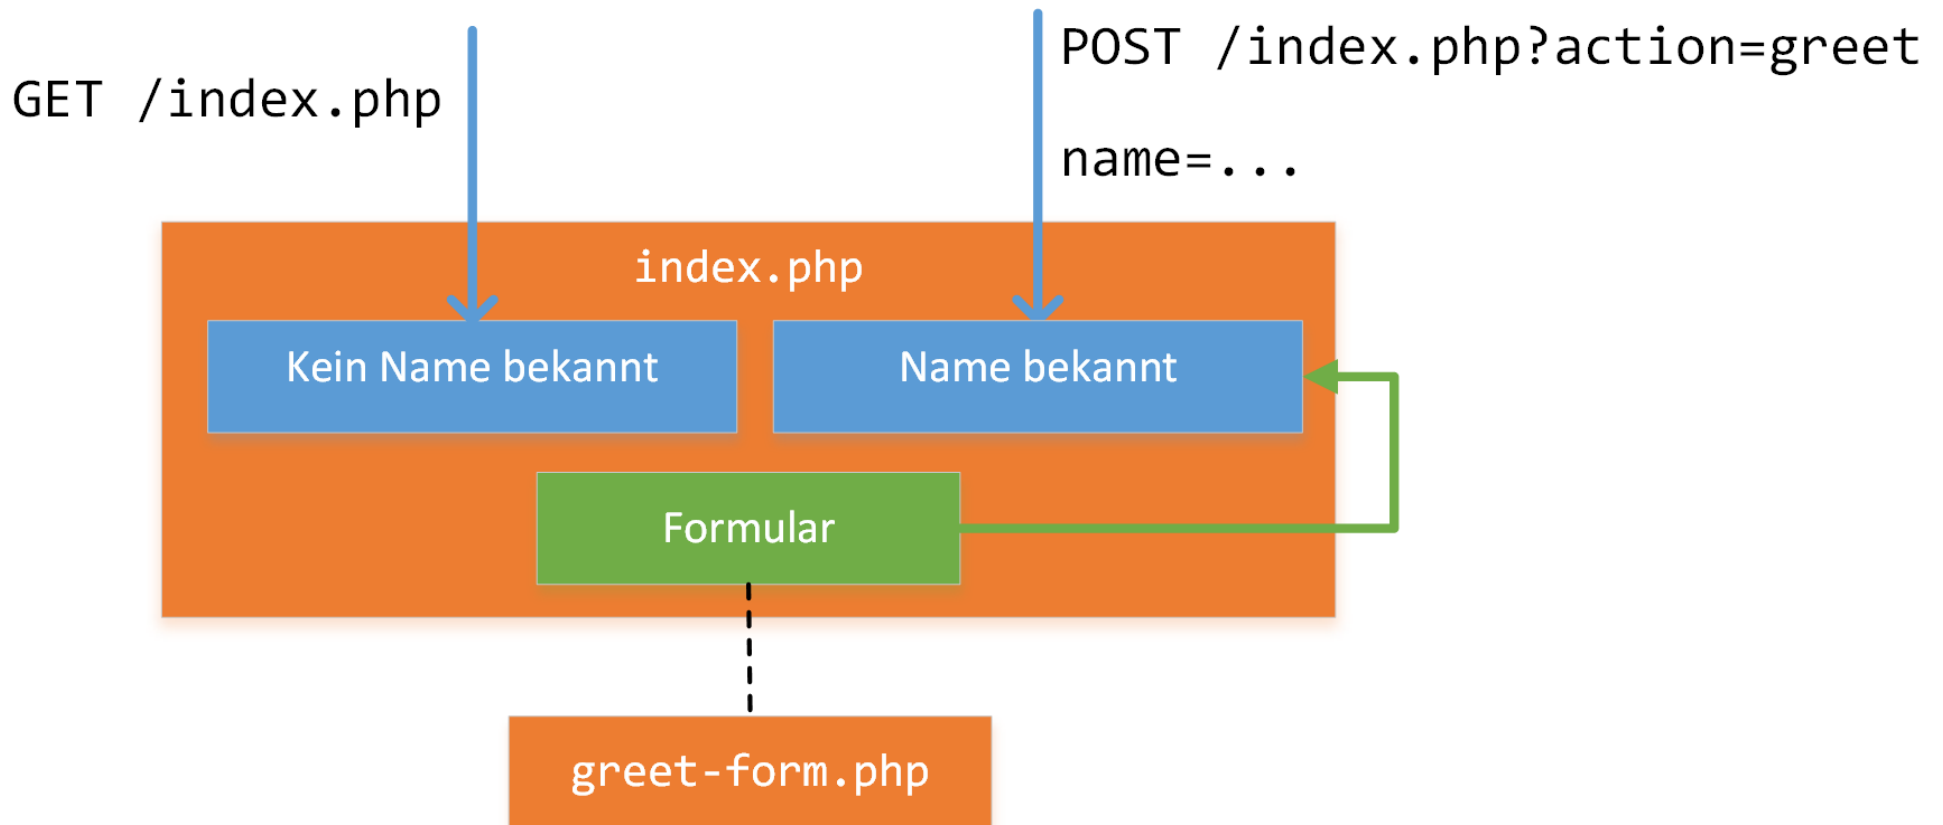 POST /index.php?action=greet
GET /index.php
name=...
index.php
Kein Name bekannt
Name bekannt
Formular
greet-form.php